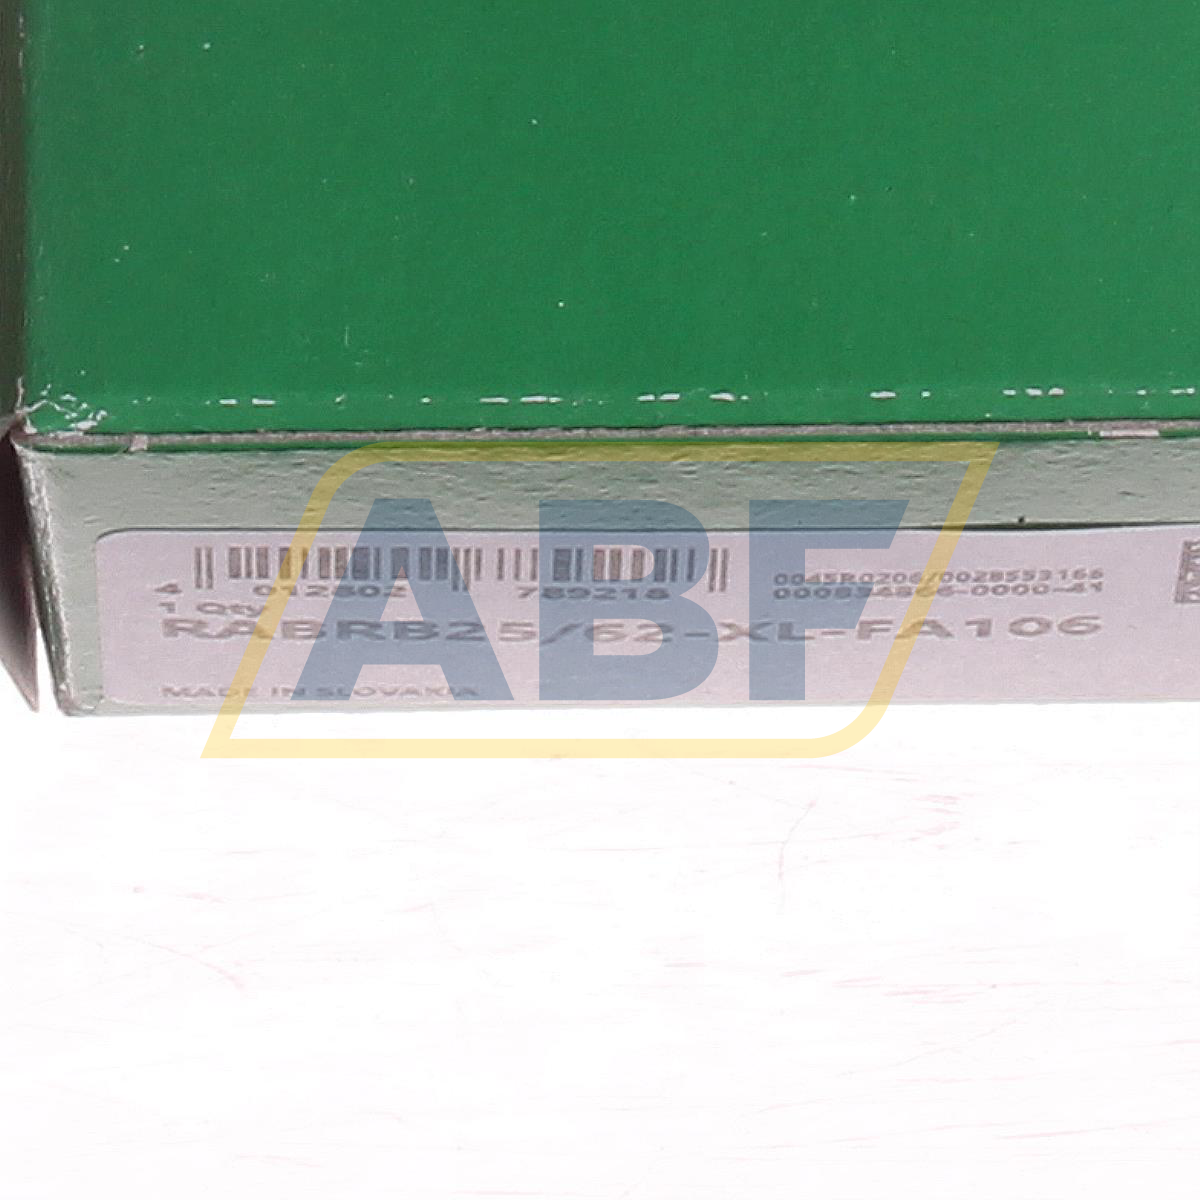 4 012802 789218
0045R0206/0028553166
000834866-0000-41
1 Qty
RABRB25/62-XL-FA106
MADE IN SLOVAKIA
ABF